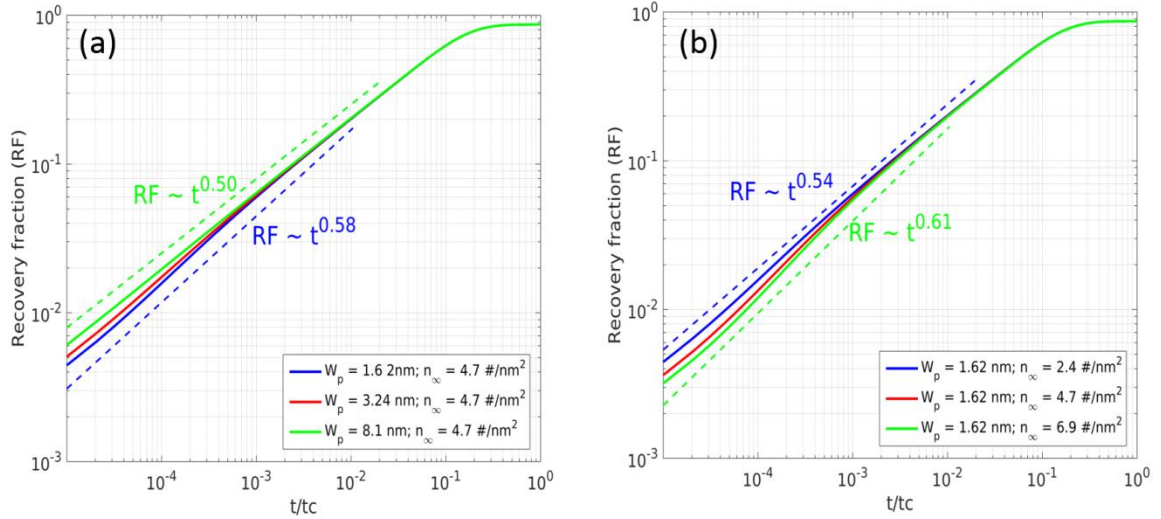 (a)
Recovery fraction (RF)
10^0
10^-1
10^-2
10^-3
RF ~ t^0.50
RF ~ t^0.58
W_p = 1.6 2nm; n_∞ = 4.7 #/nm^2
W_p = 3.24 nm; n_∞ = 4.7 #/nm^2
W_p = 8.1 nm; n_∞ = 4.7 #/nm^2
10^-4 10^-3 10^-2 10^-1 10^0
t/tc
(b)
Recovery fraction (RF)
10^0
10^-1
10^-2
10^-3
RF ~ t^0.54
RF ~ t^0.61
W_p = 1.62 nm; n_∞ = 2.4 #/nm^2
W_p = 1.62 nm; n_∞ = 4.7 #/nm^2
W_p = 1.62 nm; n_∞ = 6.9 #/nm^2
10^-4 10^-3 10^-2 10^-1 10^0
t/tc